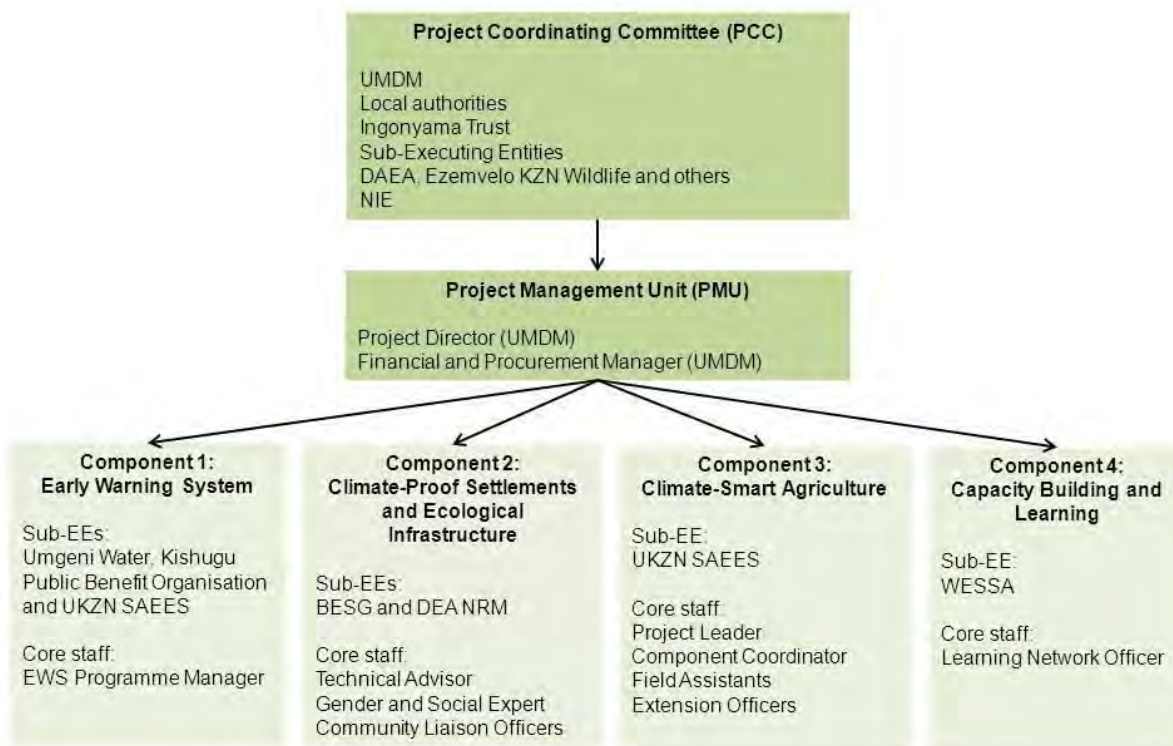 Project Coordinating Committee (PCC)
UMDM
Local authorities
Ingonyama Trust
Sub-Executing Entities
DAEA, Ezemvelo KZN Wildlife and others
NIE
Project Management Unit (PMU)
Project Director (UMDM)
Financial and Procurement Manager (UMDM)
Component 1:
Early Warning System
Sub-EEs:
Umgeni Water, Kishugu
Public Benefit Organisation
and UKZN SAEES
Core staff:
EWS Programme Manager
Component 2:
Climate-Proof Settlements
and Ecological
Infrastructure
Sub-EEs:
BESG and DEA NRM
Core staff:
Technical Advisor
Gender and Social Expert
Community Liaison Officers
Component 3:
Climate-Smart Agriculture
Sub-EE:
UKZN SAEES
Core staff:
Project Leader
Component Coordinator
Field Assistants
Extension Officers
Component 4:
Capacity Building and
Learning
Sub-EE:
WESSA
Core staff:
Learning Network Officer